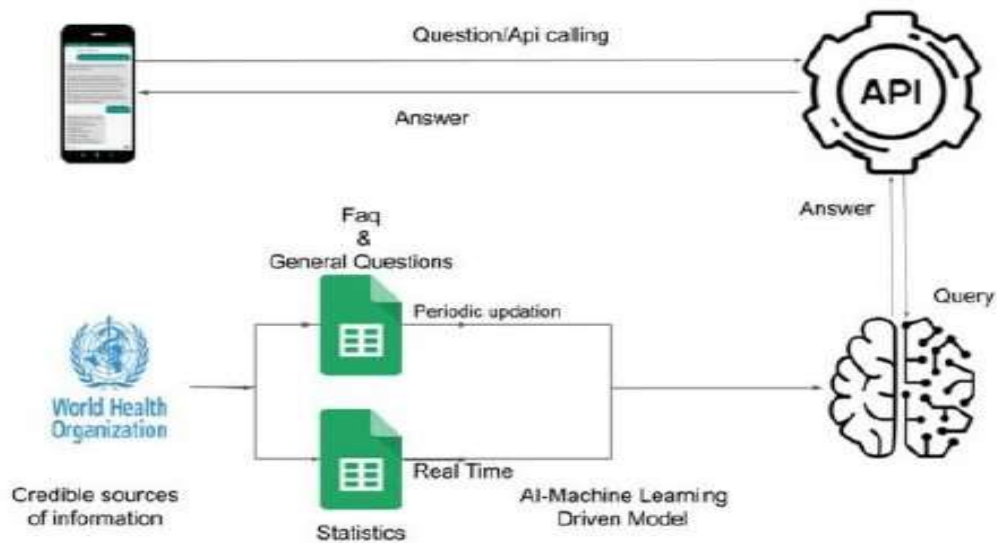 Question/Api calling
API
Answer
Answer
Faq
&
General Questions
Periodic updation
Query
World Health
Organization
Real Time
Credible sources
of information
AI-Machine Learning
Driven Model
Statistics